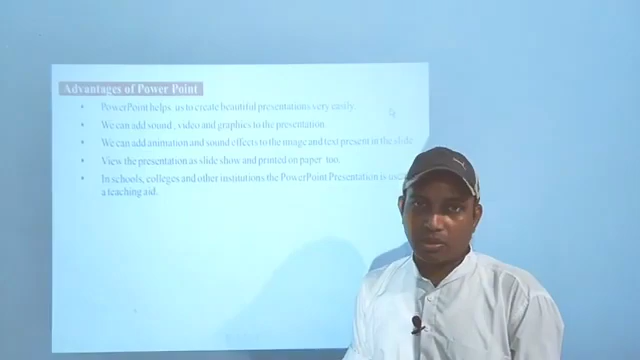 Advantages of Power Point
• PowerPoint helps us to create beautiful presentations very easily.
• We can add sound , video and graphics to the presentation.
• We can add animation and sound effects to the image and text present in the slide
• View the presentation as slide show and printed on paper too.
• In schools, colleges and other institutions the PowerPoint Presentation is
a teaching aid.